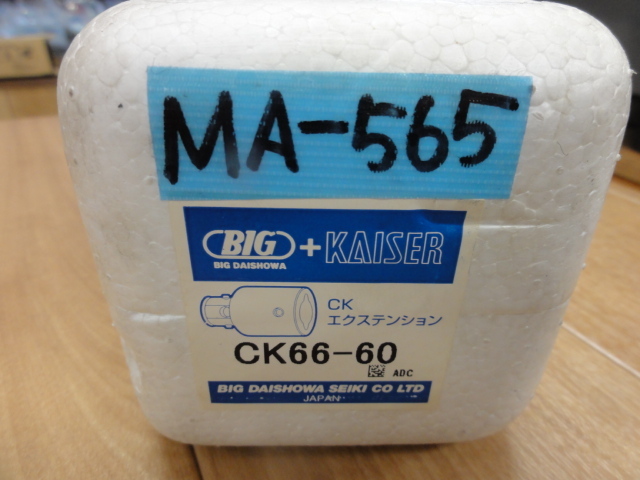 MA-565
BIG + KAISER
BIG DAISHOWA
CK
エクステンション
CK66-60
ADC
BIG DAISHOWA SEIKI CO LTD
JAPAN